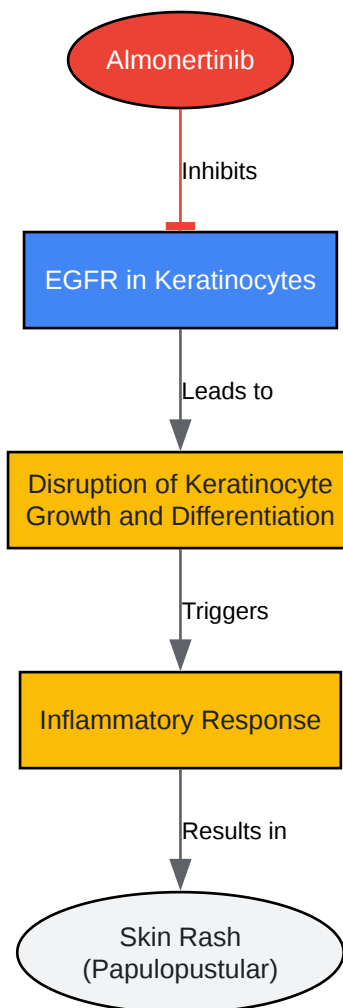 Almonertinib
Inhibits
EGFR in Keratinocytes
Leads to
Disruption of Keratinocyte
Growth and Differentiation
Triggers
Inflammatory Response
Results in
Skin Rash
(Papulopustular)